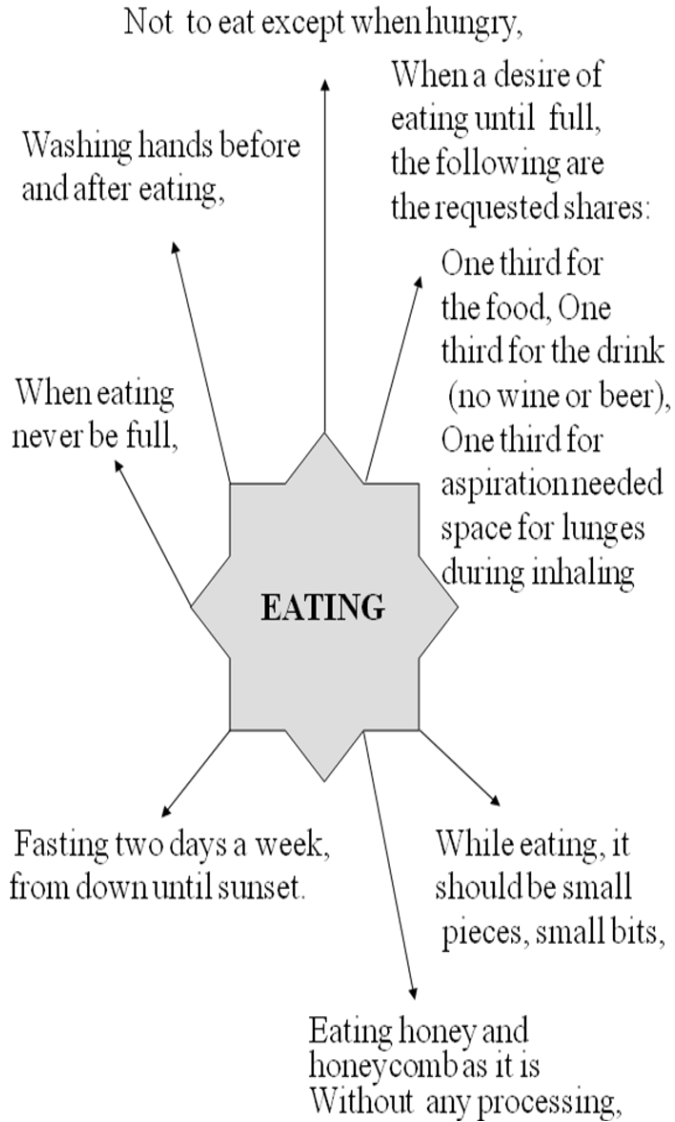 Not to eat except when hungry,
When a desire of
eating until full,
the following are
the requested shares:
One third for
the food, One
third for the drink
(no wine or beer),
One third for
aspiration needed
space for lunges
during inhaling
Washing hands before
and after eating,
When eating
never be full,
EATING
Fasting two days a week,
from down until sunset.
While eating, it
should be small
pieces, small bits,
Eating honey and
honeycomb as it is
Without any processing,